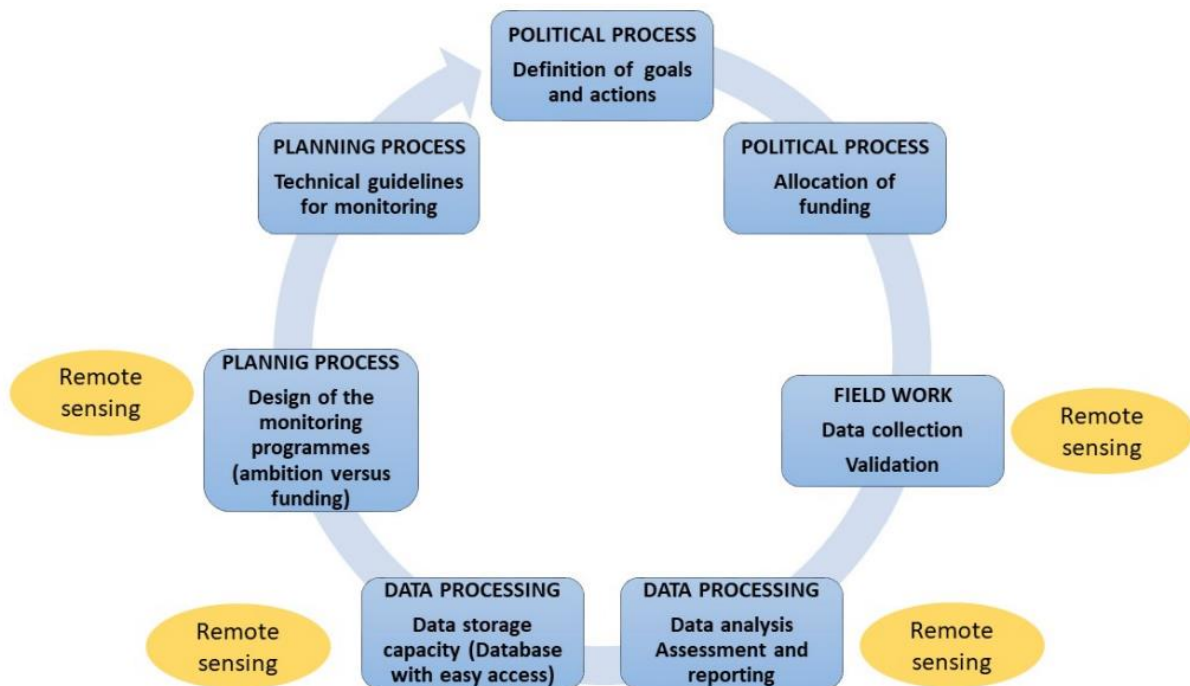 POLITICAL PROCESS
Definition of goals
and actions
POLITICAL PROCESS
Allocation of
funding
FIELD WORK
Data collection
Validation
Remote
sensing
DATA PROCESSING
Data analysis
Assessment and
reporting
Remote
sensing
DATA PROCESSING
Data storage
capacity (Database
with easy access)
Remote
sensing
PLANNIG PROCESS
Design of the
monitoring
programmes
(ambition versus
funding)
Remote
sensing
PLANNING PROCESS
Technical guidelines
for monitoring